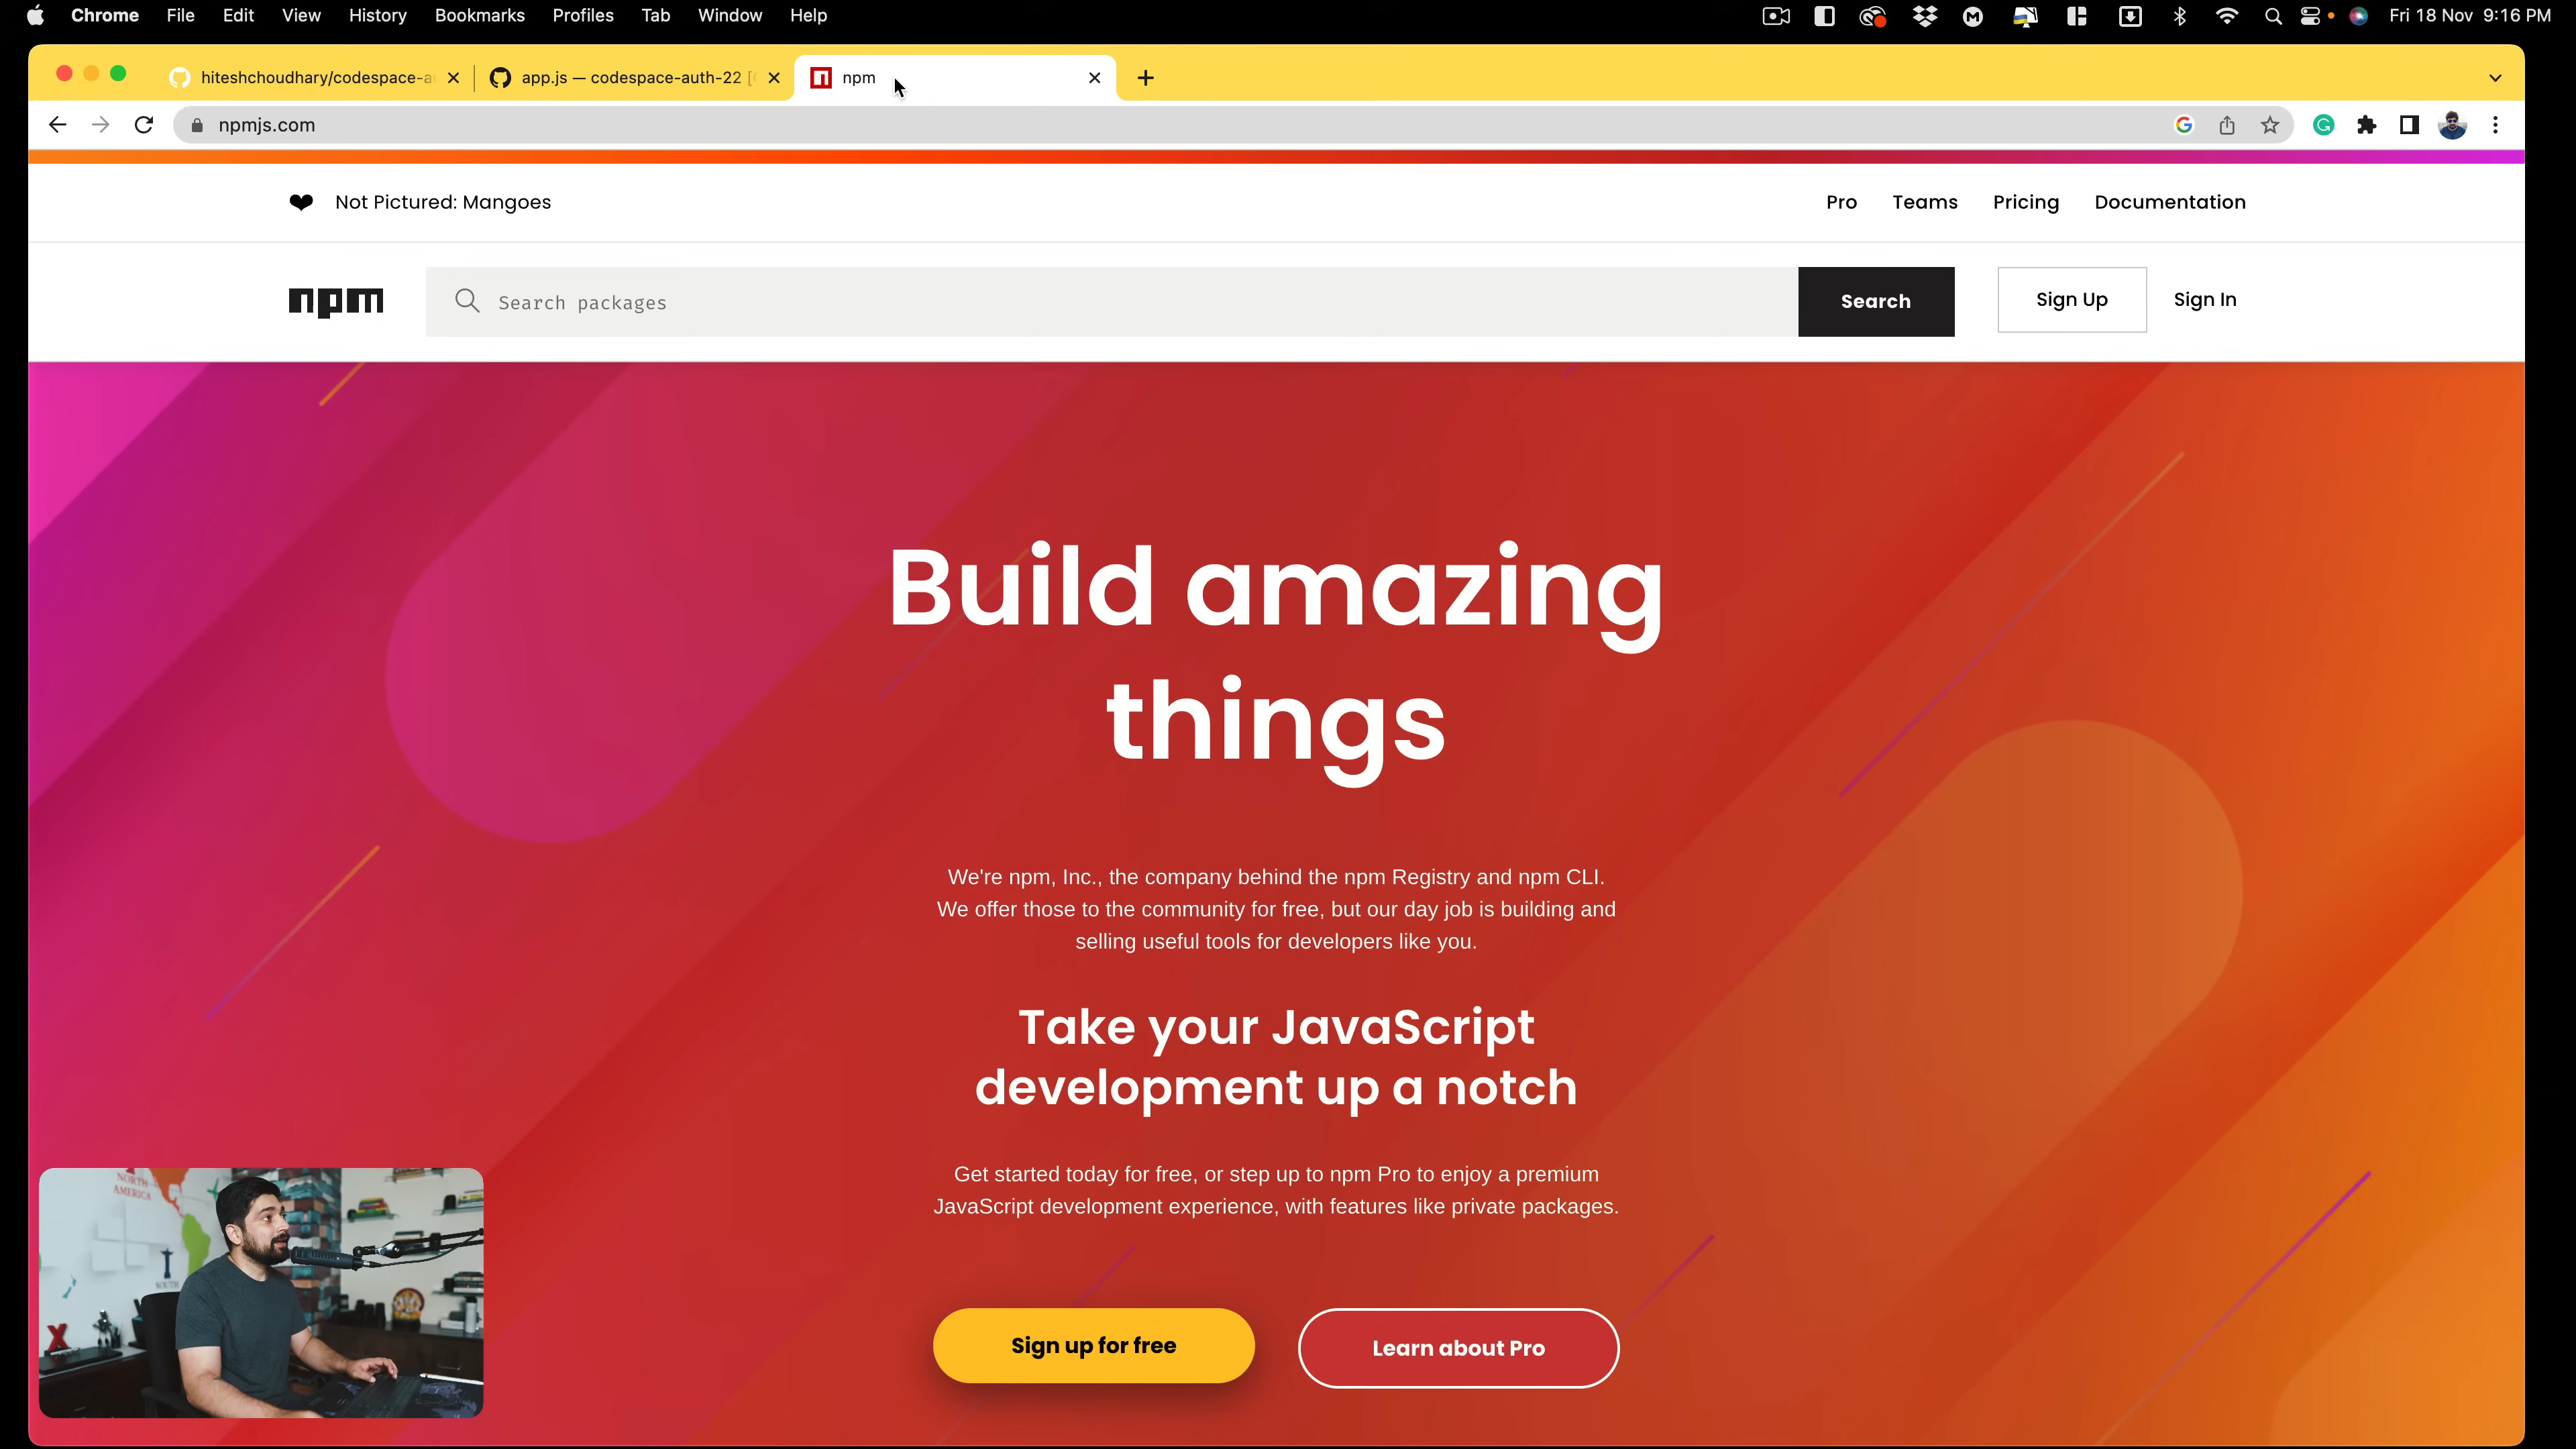 Chrome File Edit View History Bookmarks Profiles Tab Window Help
Fri 18 Nov 9:16 PM
hiteshchoudhary/codespace-a
app.js — codespace-auth-22 [
npm
npmjs.com
Not Pictured: Mangoes
Pro Teams Pricing Documentation
npm
Search packages
Search
Sign Up
Sign In
Build amazing
things
We're npm, Inc., the company behind the npm Registry and npm CLI.
We offer those to the community for free, but our day job is building and
selling useful tools for developers like you.
Take your JavaScript
development up a notch
Get started today for free, or step up to npm Pro to enjoy a premium
JavaScript development experience, with features like private packages.
Sign up for free
Learn about Pro
NORTH
AMERICA
SOUTH